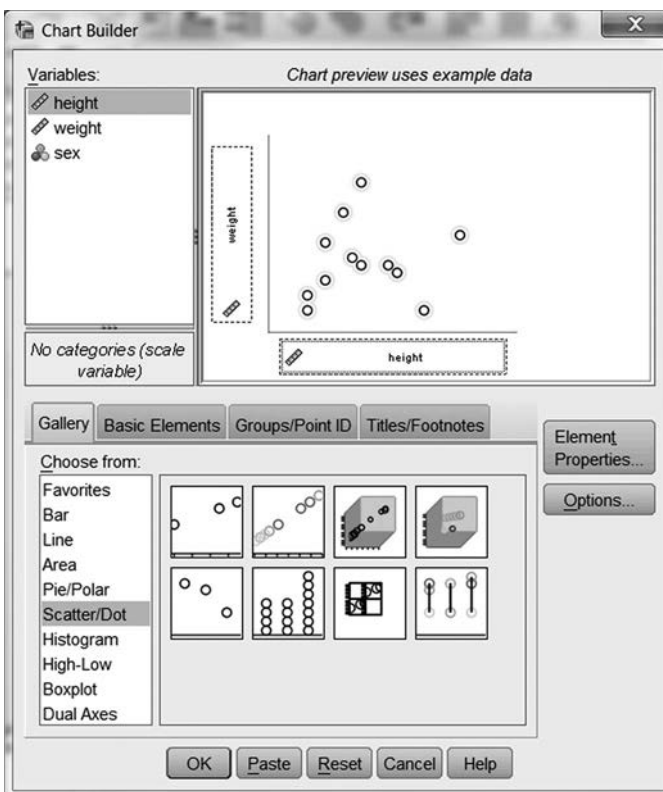 Chart Builder
Variables:
Chart preview uses example data
height
weight
sex
weight
height
No categories (scale
variable)
Gallery
Basic Elements
Groups/Point ID
Titles/Footnotes
Element
Properties...
Options...
Choose from:
Favorites
Bar
Line
Area
Pie/Polar
Scatter/Dot
Histogram
High-Low
Boxplot
Dual Axes
OK
Paste
Reset
Cancel
Help